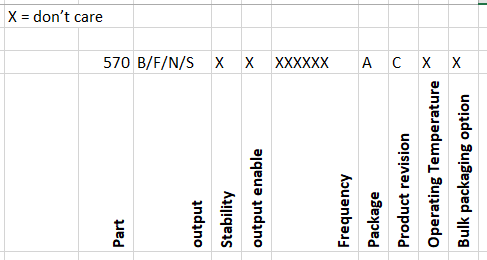 X = don't care
570 B/F/N/S X X XXXXXX A C X X
Part
output
Stability
output enable
Frequency
Package
Product revision
Operating Temperature
Bulk packaging option